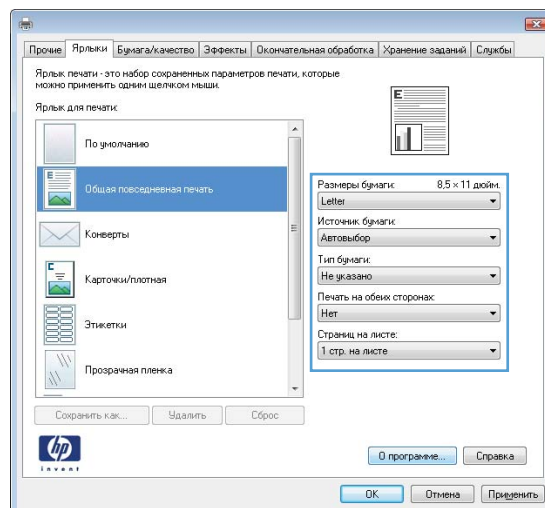 Прочие Ярлыки Бумага/качество Эффекты Окончательная обработка Хранение заданий Службы
Ярлык печати - это набор сохраненных параметров печати, которые
можно применить одним щелчком мыши.
Ярлык для печати:
По умолчанию
Общая повседневная печать
Конверты
Карточки/плотная
Этикетки
Прозрачная пленка
Сохранить как...
Удалить
Сброс
E
Размеры бумаги: 8,5 × 11 дюйм.
Letter
Источник бумаги:
Автовыбор
Тип бумаги:
Не указано
Печать на обеих сторонах:
Нет
Страниц на листе:
1 стр. на листе
hp
invent
О программе... Справка
OK Отмена Применить